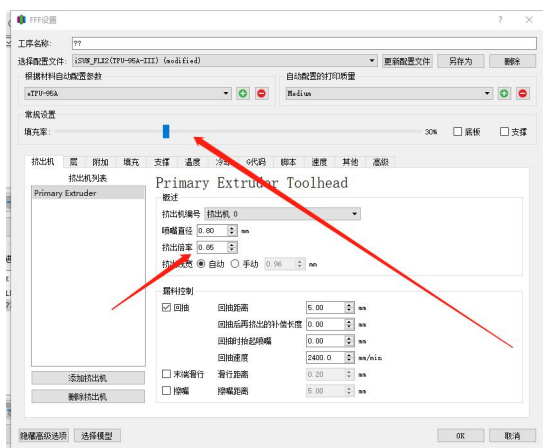 FFF设置
工序名称: ??
选择配置文件: iSUN_FLX2(TPU-95A-III) (modified) 更新配置文件 另存为 删除
根据材料自动配置参数 自动配置的打印质量
eTPU-95A Medium
常规设置
填充率: 30% 底板 支撑
挤出机 层 附加 填充 支撑 温度 冷却 G代码 脚本 速度 其他 高级
挤出机列表 Primary Extruder Toolhead
Primary Extruder
概述
挤出机编号 挤出机 0
喷嘴直径 0.80 mm
挤出倍率 0.85
自动 手动 0.96 mm
漏料控制
回抽 回抽距离 5.00 mm
回抽后再挤出的补偿长度 0.00 mm
回抽时抬起喷嘴 0.00 mm
回抽速度 2400.0 mm/min
末端滑行 滑行距离 0.20 mm
擦嘴 擦嘴距离 5.00 mm
添加挤出机
删除挤出机
隐藏高级选项 选择模型 OK 取消